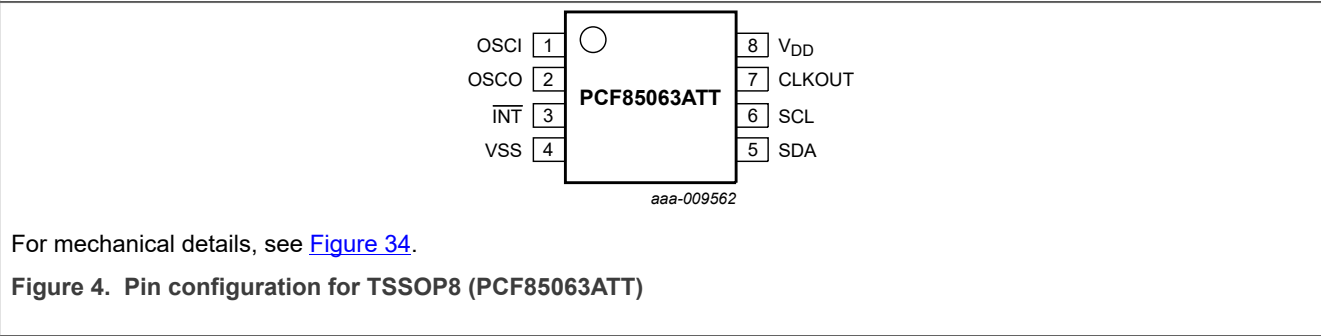 OSCI 1 8 VDD
OSCO 2 PCF85063ATT 7 CLKOUT
INT 3 6 SCL
VSS 4 5 SDA
aaa-009562
For mechanical details, see Figure 34.
Figure 4. Pin configuration for TSSOP8 (PCF85063ATT)